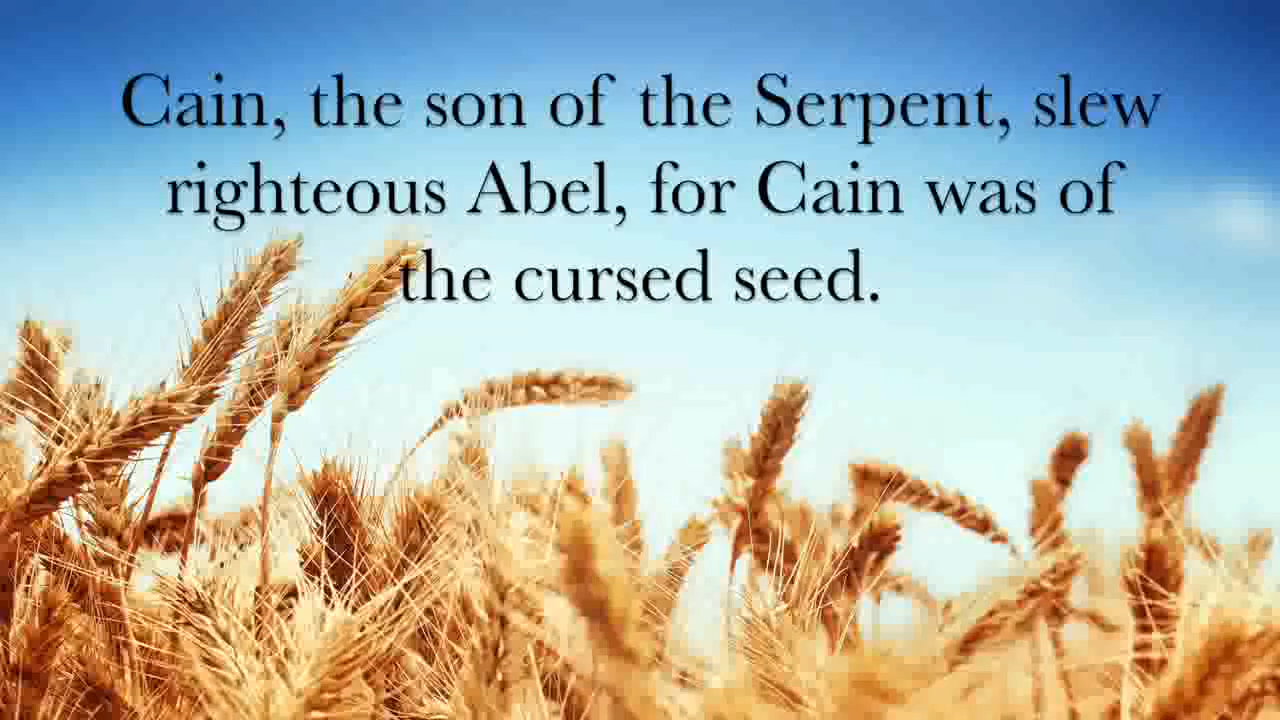 Cain, the son of the Serpent, slew
righteous Abel, for Cain was of
the cursed seed.